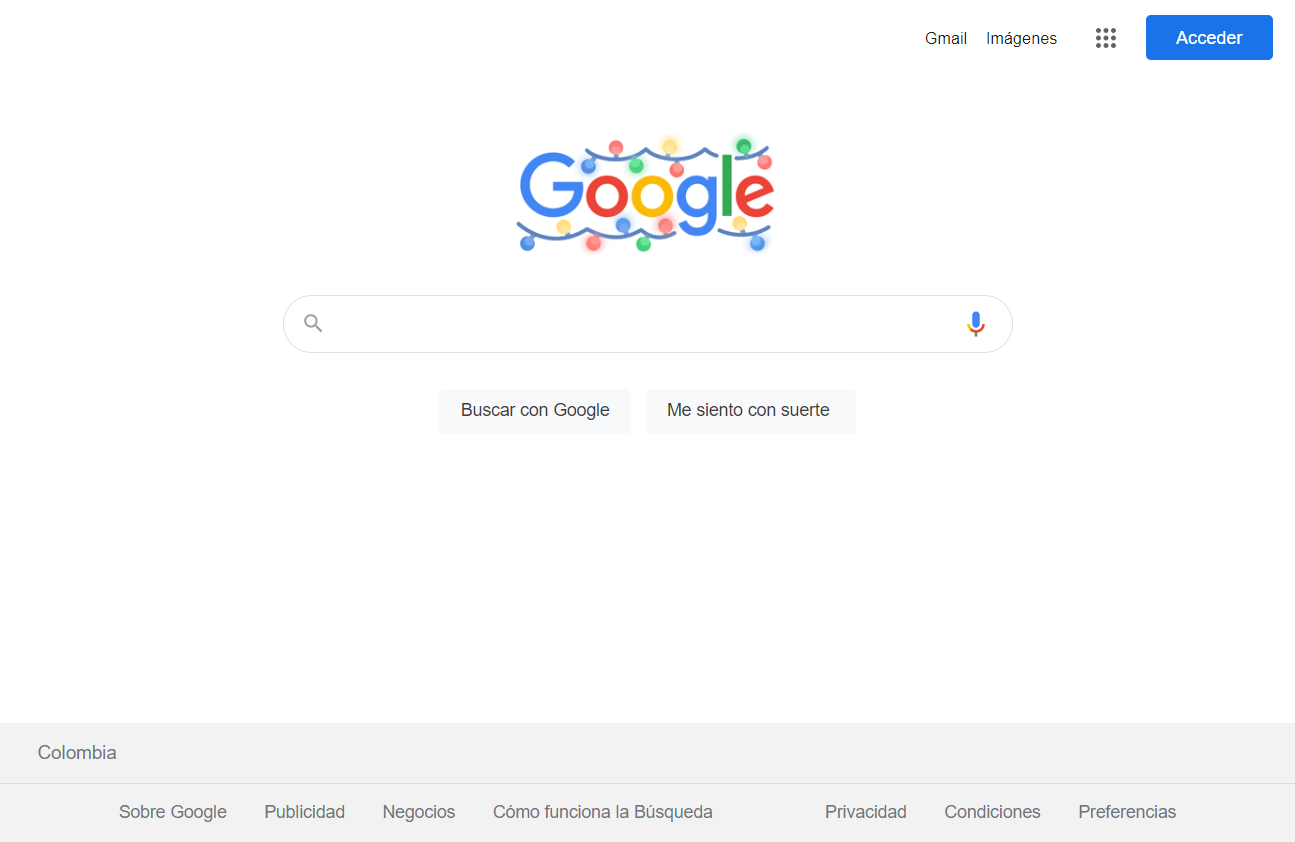 Gmail Imágenes Acceder
Google
Buscar con Google Me siento con suerte
Colombia
Sobre Google Publicidad Negocios Cómo funciona la Búsqueda Privacidad Condiciones Preferencias